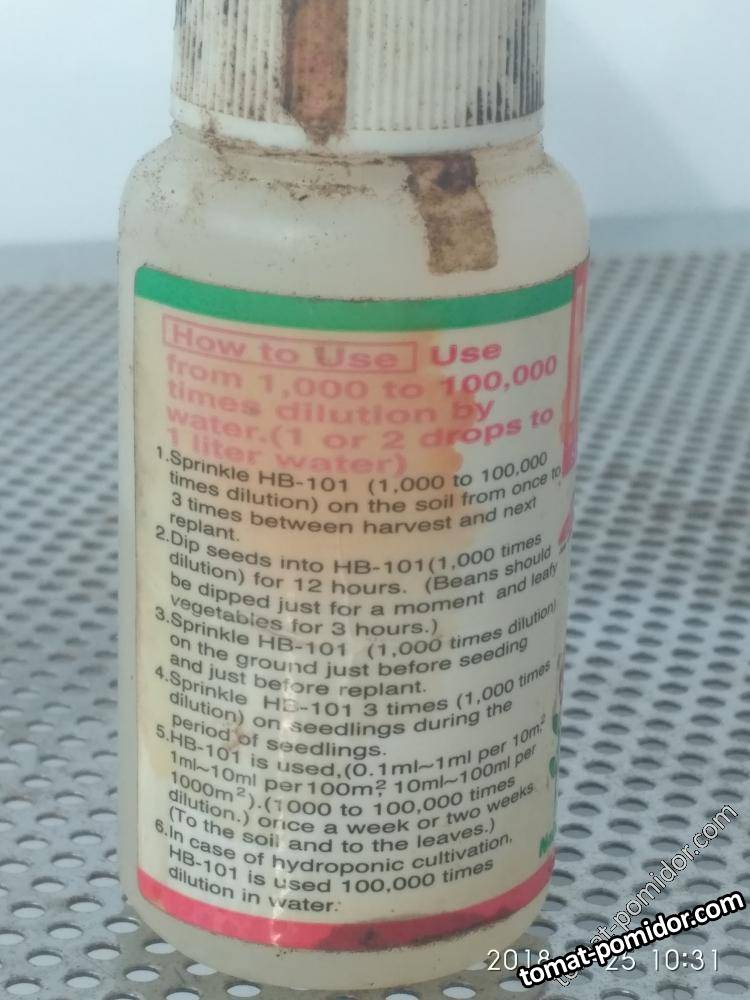 How to Use Use
from 1,000 to 100,000
times dilution by
water.(1 or 2 drops to
1 liter water)
1.Sprinkle HB-101 (1,000 to 100,000
times dilution) on the soil from once to
3 times between harvest and next
replant.
2.Dip seeds into HB-101(1,000 times
dilution) for 12 hours. (Beans should
be dipped just for a moment and leafy
vegetables for 3 hours.)
3.Sprinkle HB-101 (1,000 times dilution)
on the ground just before seeding
and just before replant.
4.Sprinkle HB-101 3 times (1,000 times
dilution) on seedlings during the
period of seedlings.
5.HB-101 is used,(0.1ml~1ml per 10m²
1ml~10ml per 100m² 10ml~100ml per
1000m²).(1000 to 100,000 times
dilution.) once a week or two weeks
(To the soil and to the leaves.)
6.In case of hydroponic cultivation,
HB-101 is used 100,000 times
dilution in water.
2018 25 10:31
tomat-pomidor.com
tomat-pomidor.com